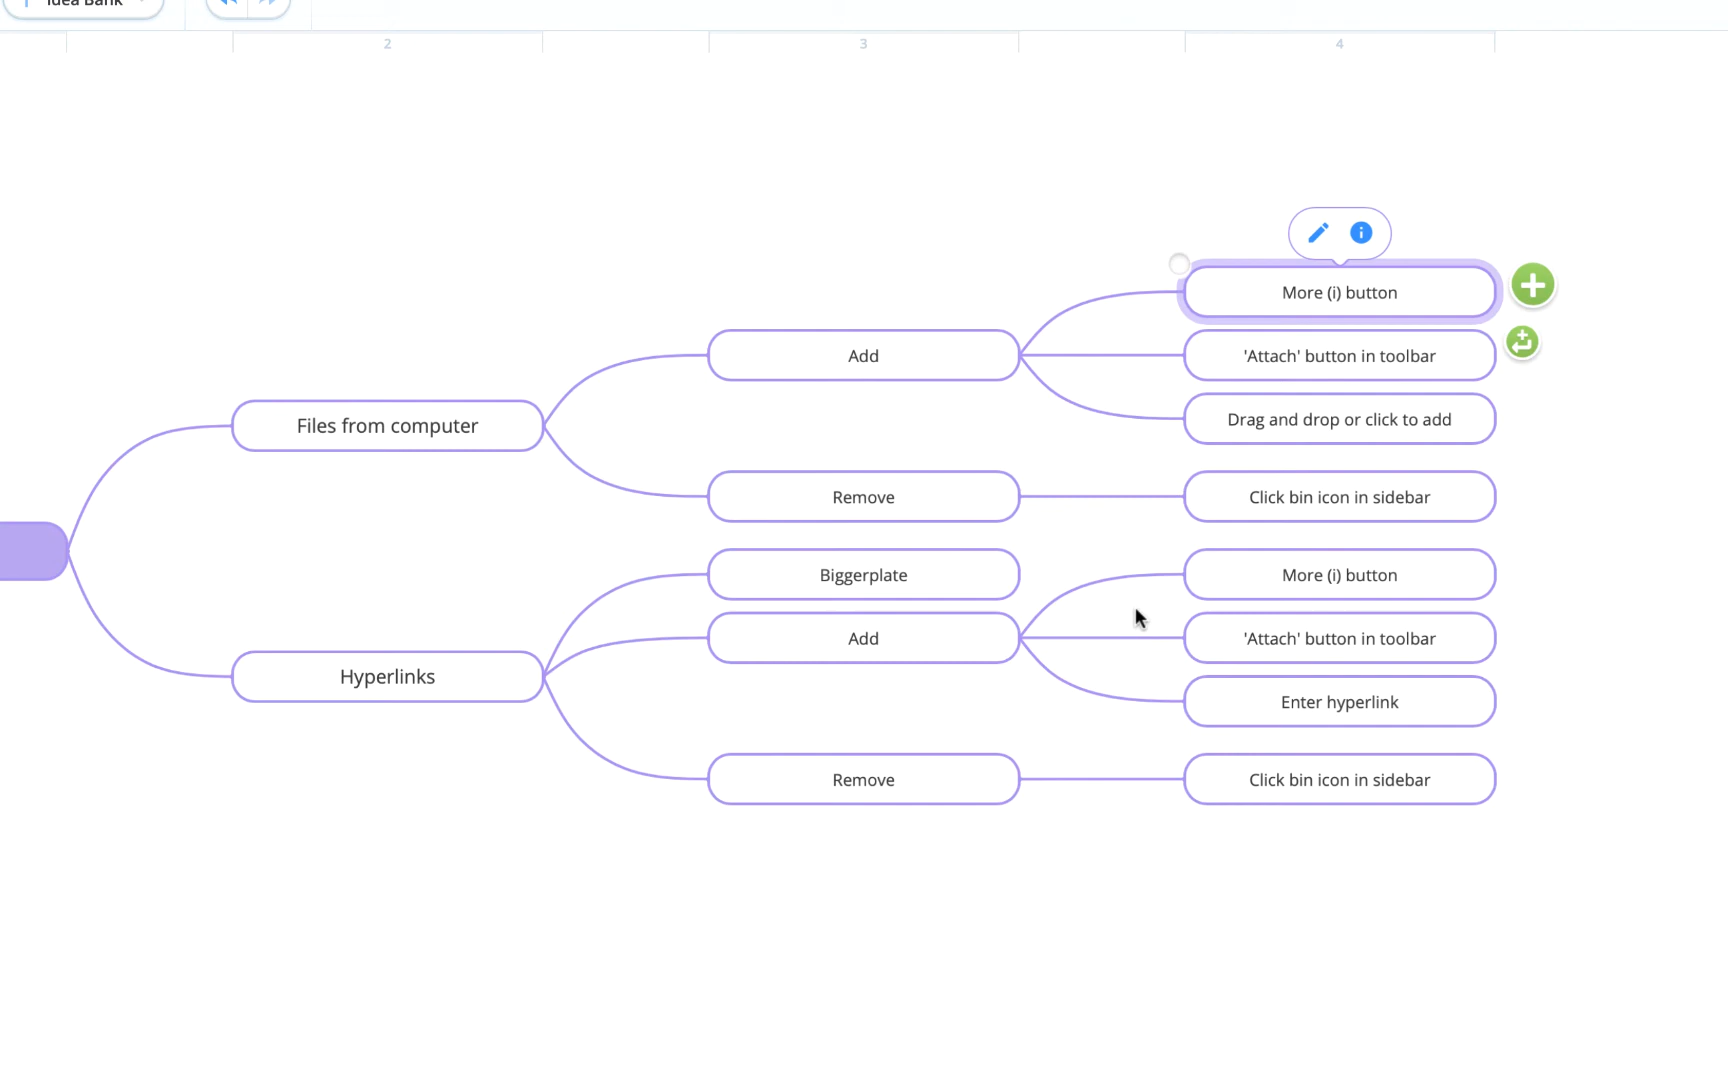 Idea Bank
2
3
4
More (i) button
Add
'Attach' button in toolbar
Drag and drop or click to add
Files from computer
Remove
Click bin icon in sidebar
Biggerplate
More (i) button
Add
'Attach' button in toolbar
Hyperlinks
Enter hyperlink
Remove
Click bin icon in sidebar